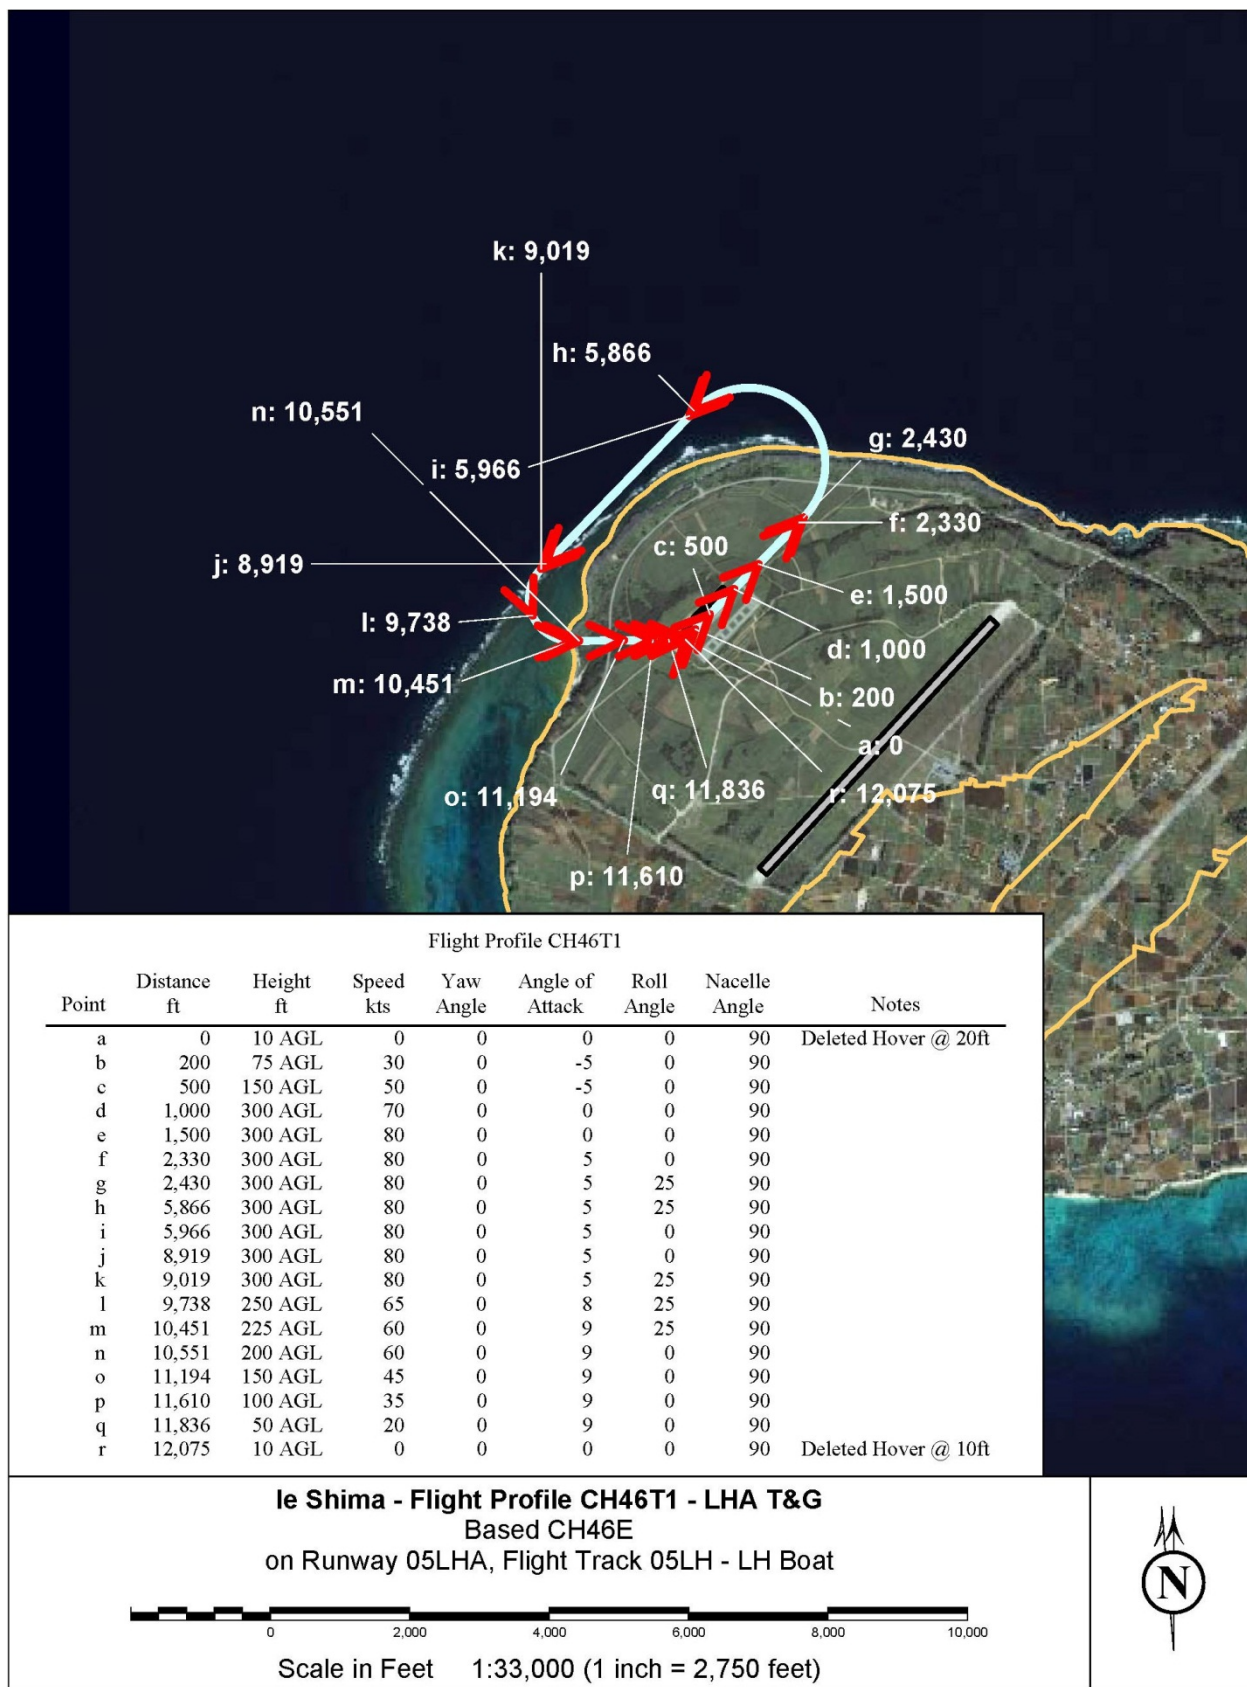 k: 9,019
h: 5,866
n: 10,551
g: 2,430
i: 5,966
f: 2,330
c: 500
j: 8,919
e: 1,500
l: 9,738
d: 1,000
m: 10,451
b: 200
a: 0
o: 11,194
q: 11,836
r: 12,075
p: 11,610
Flight Profile CH46T1
Point Distance ft Height ft Speed kts Yaw Angle Angle of Attack Roll Angle Nacelle Angle Notes
a 0 10 AGL 0 0 0 0 90 Deleted Hover @ 20ft
b 200 75 AGL 30 0 -5 0 90
c 500 150 AGL 50 0 -5 0 90
d 1,000 300 AGL 70 0 0 0 90
e 1,500 300 AGL 80 0 0 0 90
f 2,330 300 AGL 80 0 5 0 90
g 2,430 300 AGL 80 0 5 25 90
h 5,866 300 AGL 80 0 5 25 90
i 5,966 300 AGL 80 0 5 0 90
j 8,919 300 AGL 80 0 5 0 90
k 9,019 300 AGL 80 0 5 25 90
l 9,738 250 AGL 65 0 8 25 90
m 10,451 225 AGL 60 0 9 25 90
n 10,551 200 AGL 60 0 9 0 90
o 11,194 150 AGL 45 0 9 0 90
p 11,610 100 AGL 35 0 9 0 90
q 11,836 50 AGL 20 0 9 0 90
r 12,075 10 AGL 0 0 0 0 90 Deleted Hover @ 10ft
Ie Shima - Flight Profile CH46T1 - LHA T&G
Based CH46E
on Runway 05LHA, Flight Track 05LH - LH Boat
0 2,000 4,000 6,000 8,000 10,000
Scale in Feet 1:33,000 (1 inch = 2,750 feet)
N